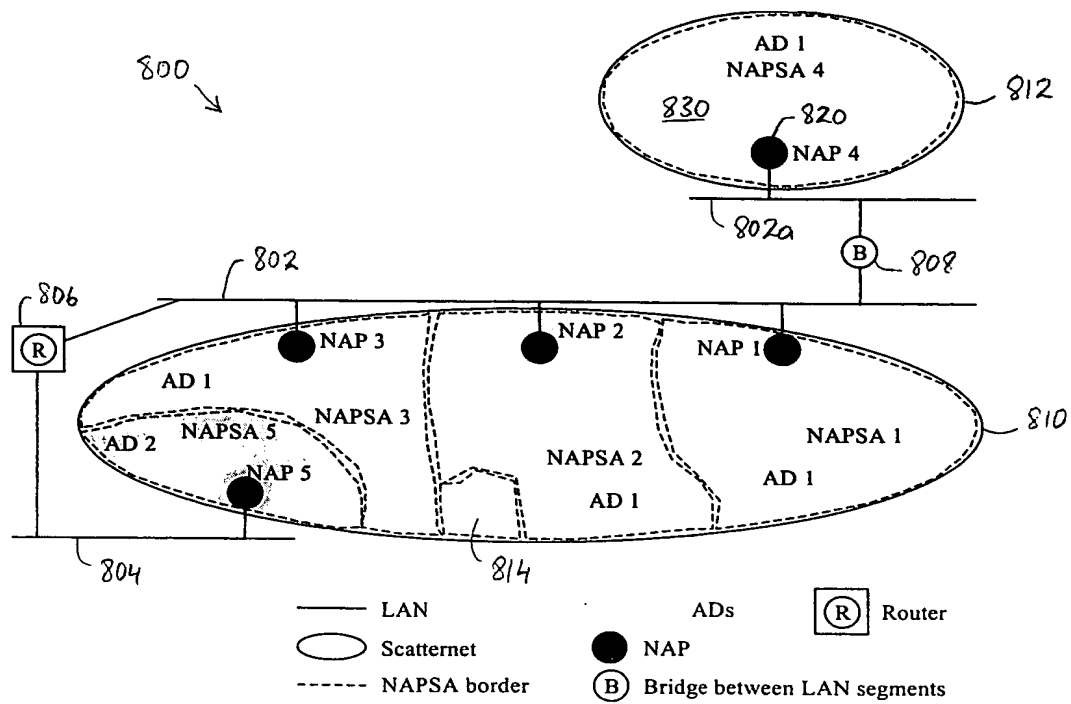 800
AD 1
NAPSA 4
812
830
820
NAP 4
802a
B
808
802
806
R
NAP 3
NAP 2
NAP 1
AD 1
NAPSA 3
AD 2
NAPSA 5
NAP 5
NAPSA 2
AD 1
NAPSA 1
AD 1
810
804
814
LAN
ADs
R
Router
Scatternet
NAP
NAPSA border
B
Bridge between LAN segments